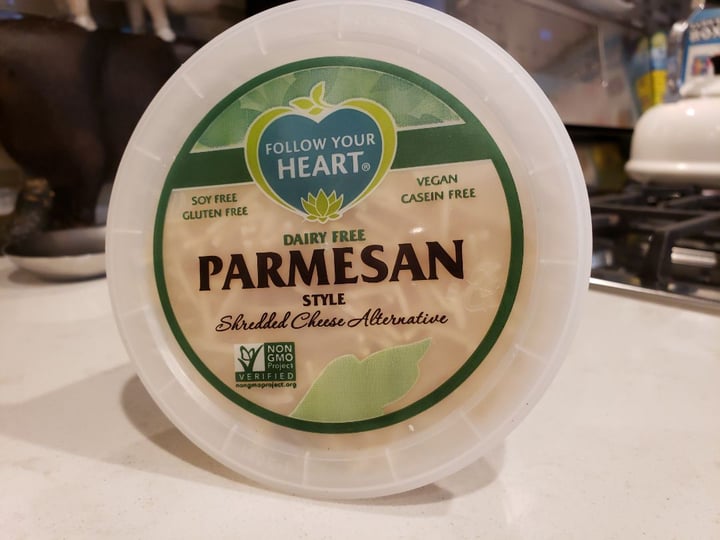 FOLLOW YOUR
HEART®
SOY FREE
GLUTEN FREE
VEGAN
CASEIN FREE
DAIRY FREE
PARMESAN
STYLE
Shredded Cheese Alternative
NON
GMO
Project
VERIFIED
nongmoproject.org